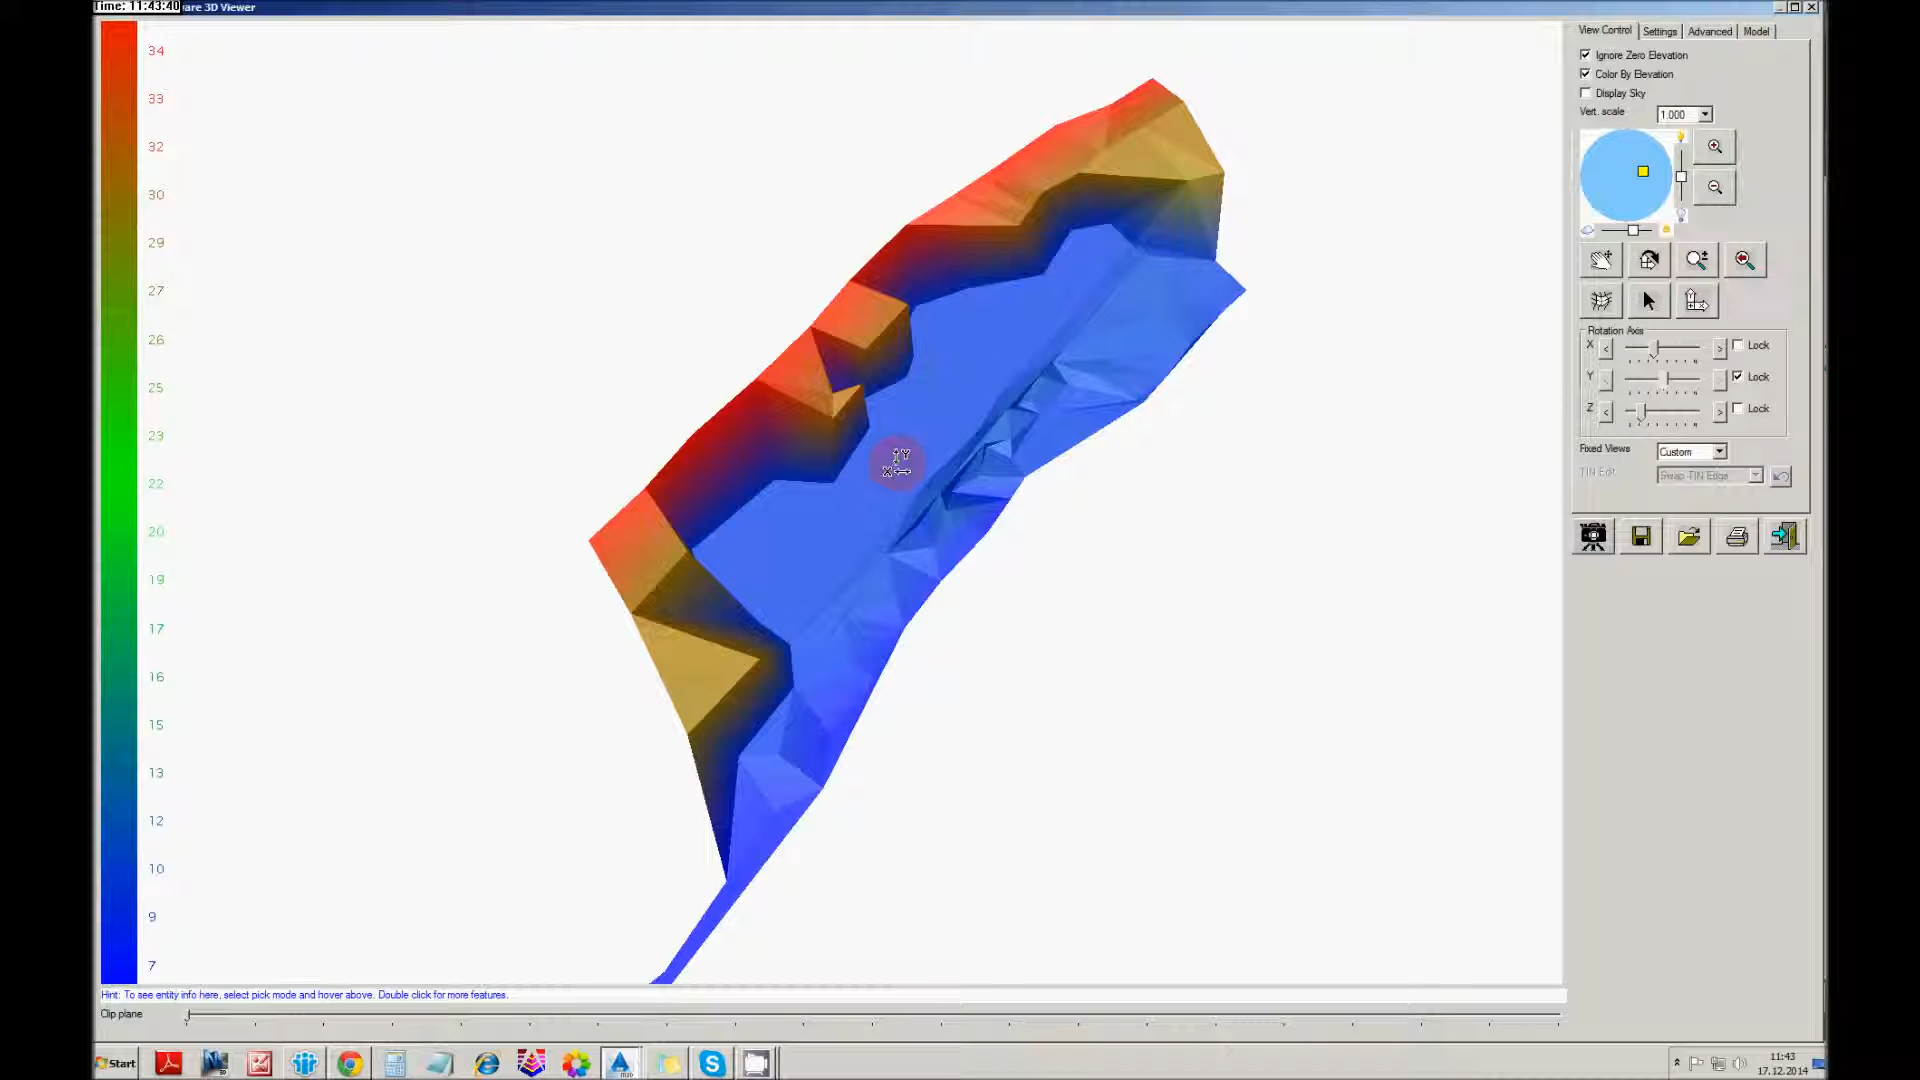 Time: 11:43:40
are 3D Viewer
34
33
32
30
29
27
26
25
23
22
20
19
17
16
15
13
12
10
9
7
View Control
Settings
Advanced
Model
Ignore Zero Elevation
Color By Elevation
Display Sky
Vert. scale
1.000
Rotation Axis
X
<
>
Lock
Y
Lock
Z
<
>
Lock
Fixed Views
Custom
TIN Edit
Swap TIN Edge
Y
X
Hint: To see entity info here, select pick mode and hover above. Double click for more features.
Clip plane
Start
11:43
17.12.2014